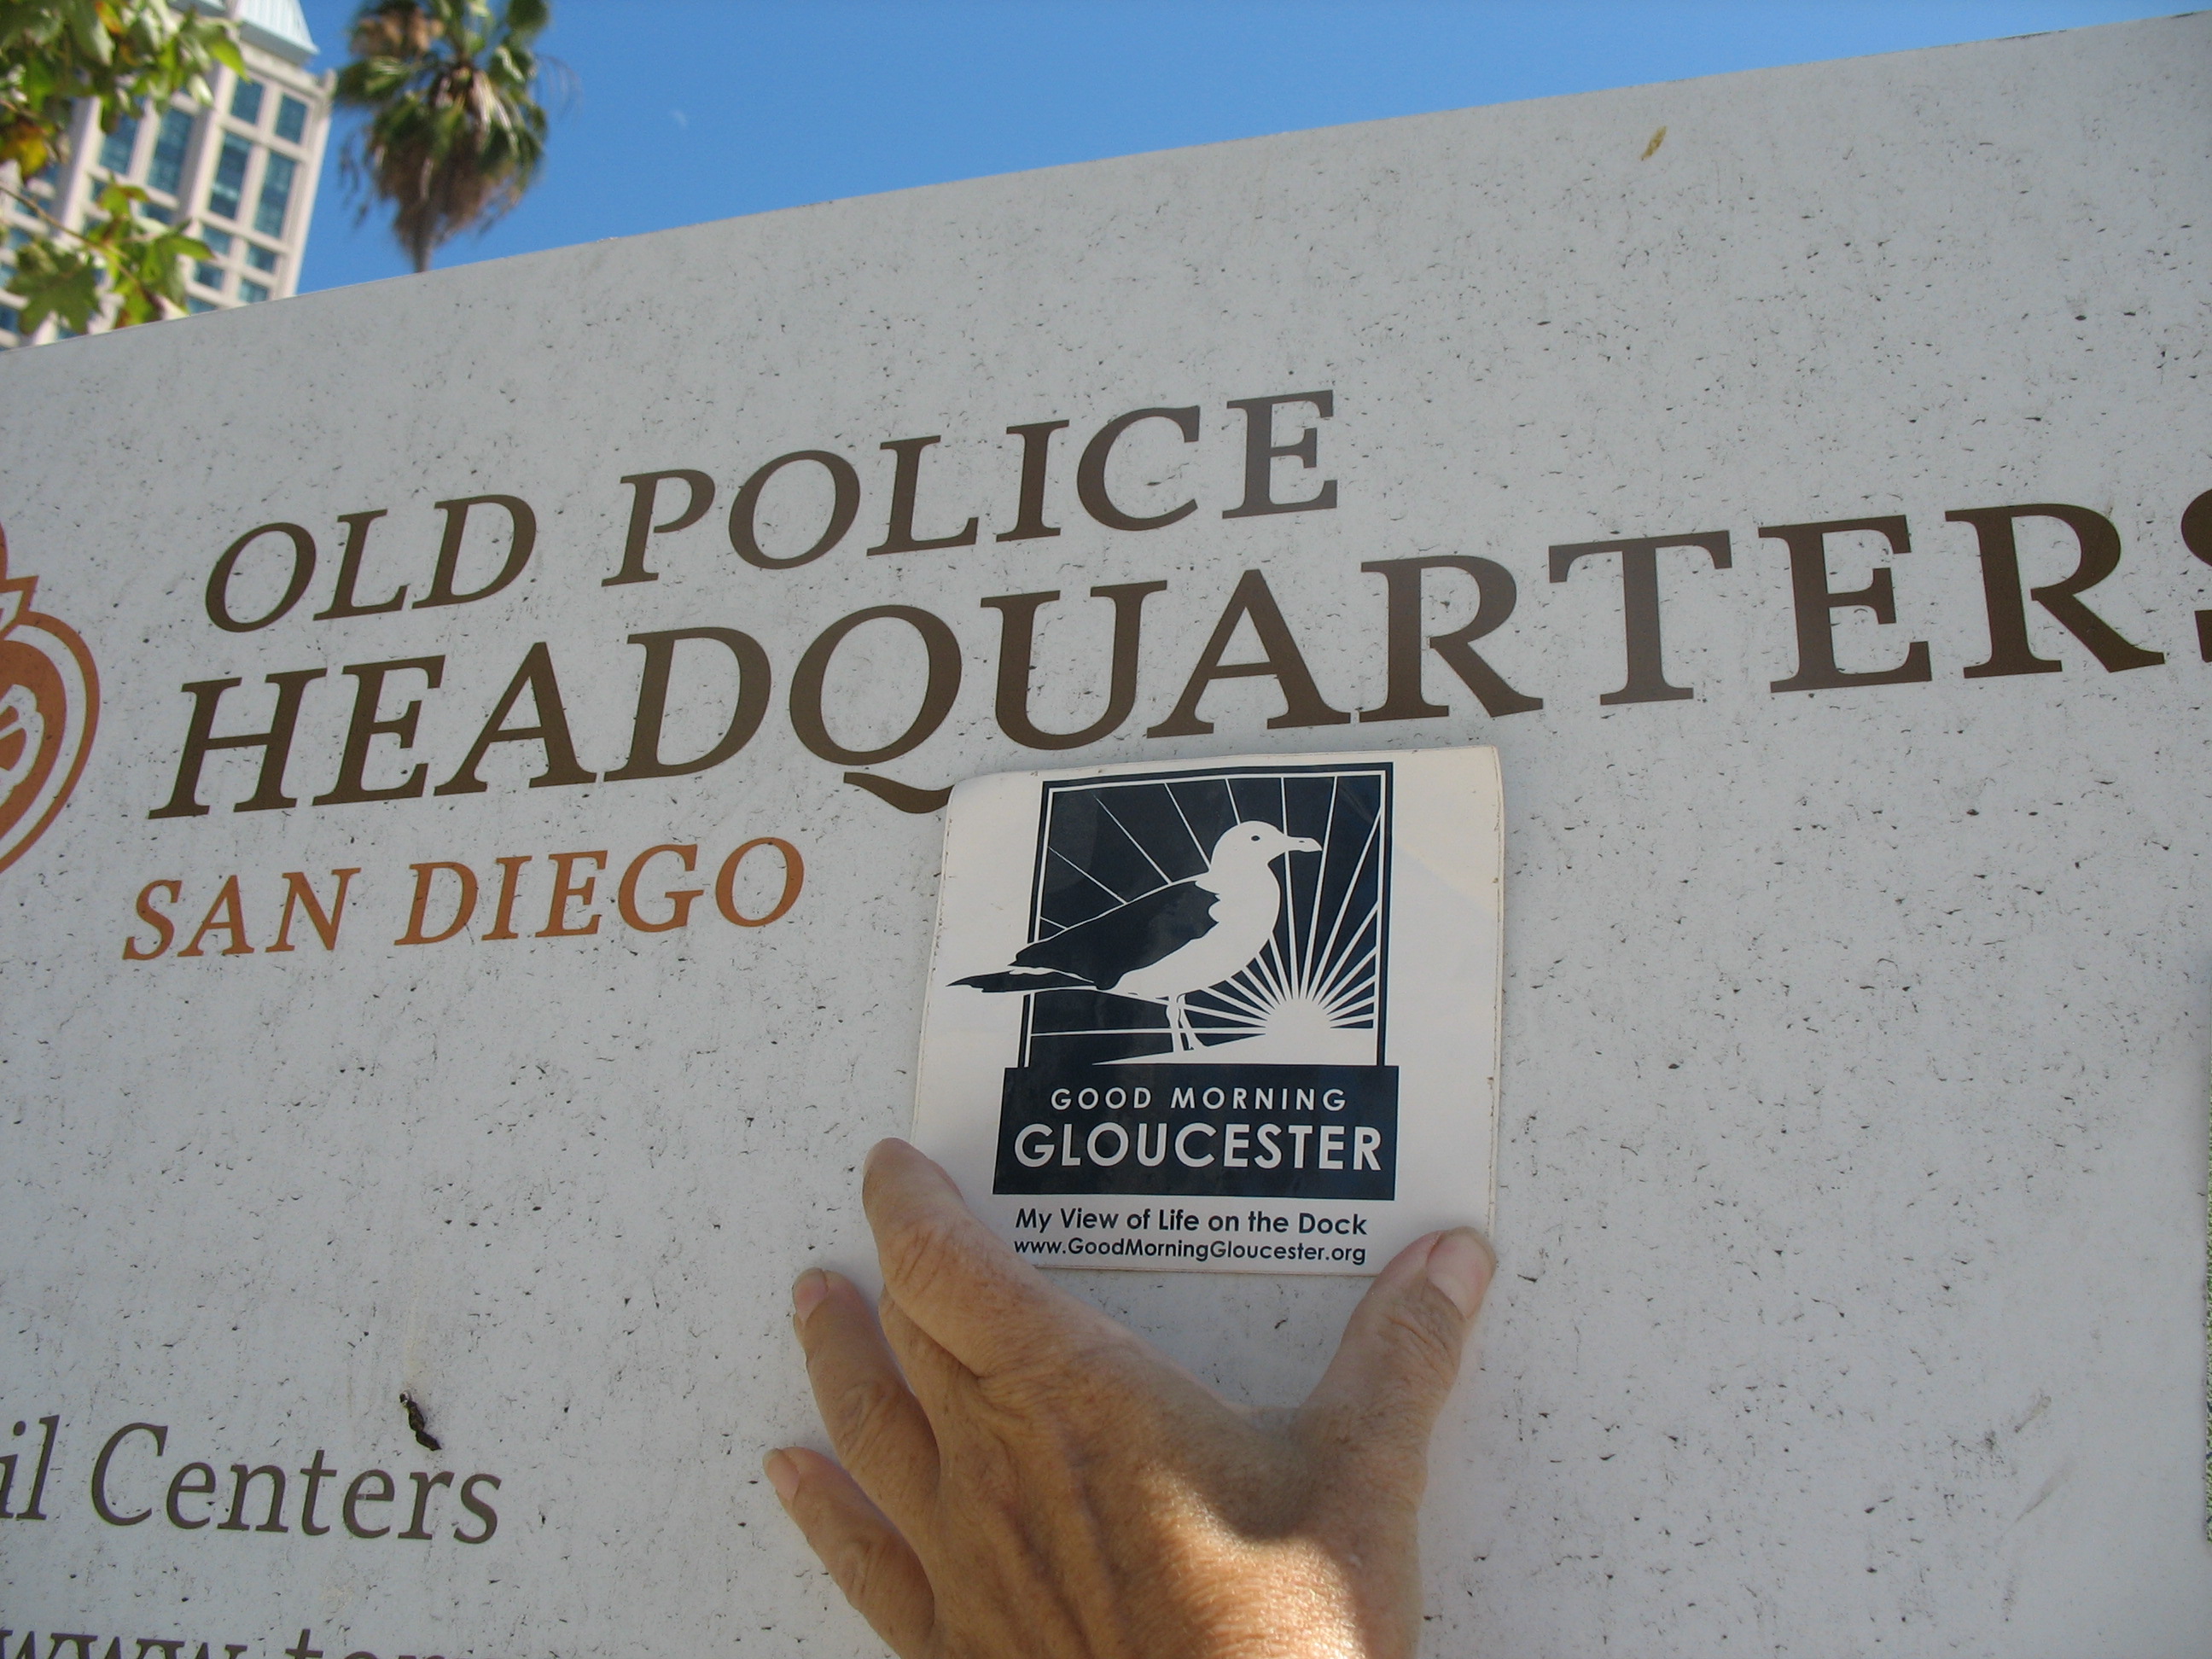 OLD POLICE
HEADQUARTERS
SAN DIEGO
GOOD MORNING
GLOUCESTER
My View of Life on the Dock
www.GoodMorningGloucester.org
Centers